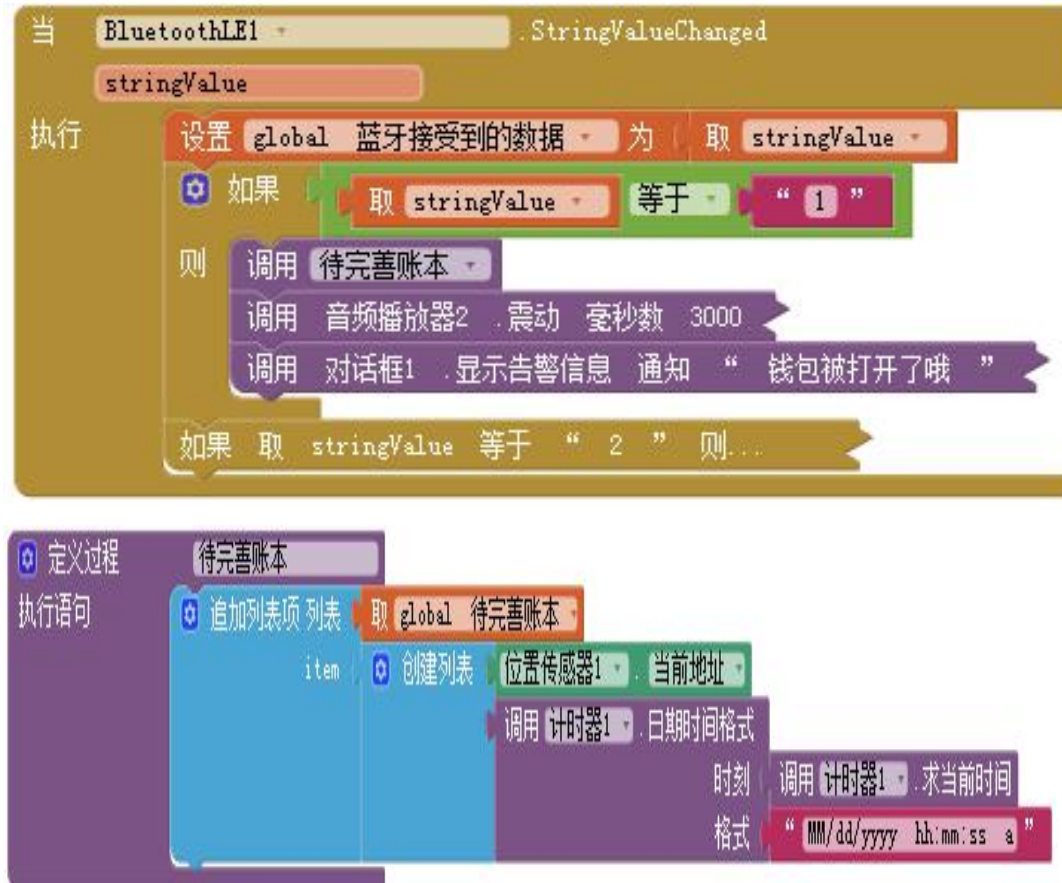 当 BluetoothLE1 .StringValueChanged
stringValue
执行 设置 global 蓝牙接受到的数据 为 取 stringValue
如果 取 stringValue 等于 “ 1 ”
则 调用 待完善账本
调用 音频播放器2 .震动 毫秒数 3000
调用 对话框1 .显示告警信息 通知 “ 钱包被打开了哦 ”
如果 取 stringValue 等于 “ 2 ” 则...
定义过程 待完善账本
执行语句 追加列表项 列表 取 global 待完善账本
item 创建列表 位置传感器1 . 当前地址
调用 计时器1 .日期时间格式
时刻 调用 计时器1 .求当前时间
格式 “ MM/dd/yyyy hh:mm:ss a ”